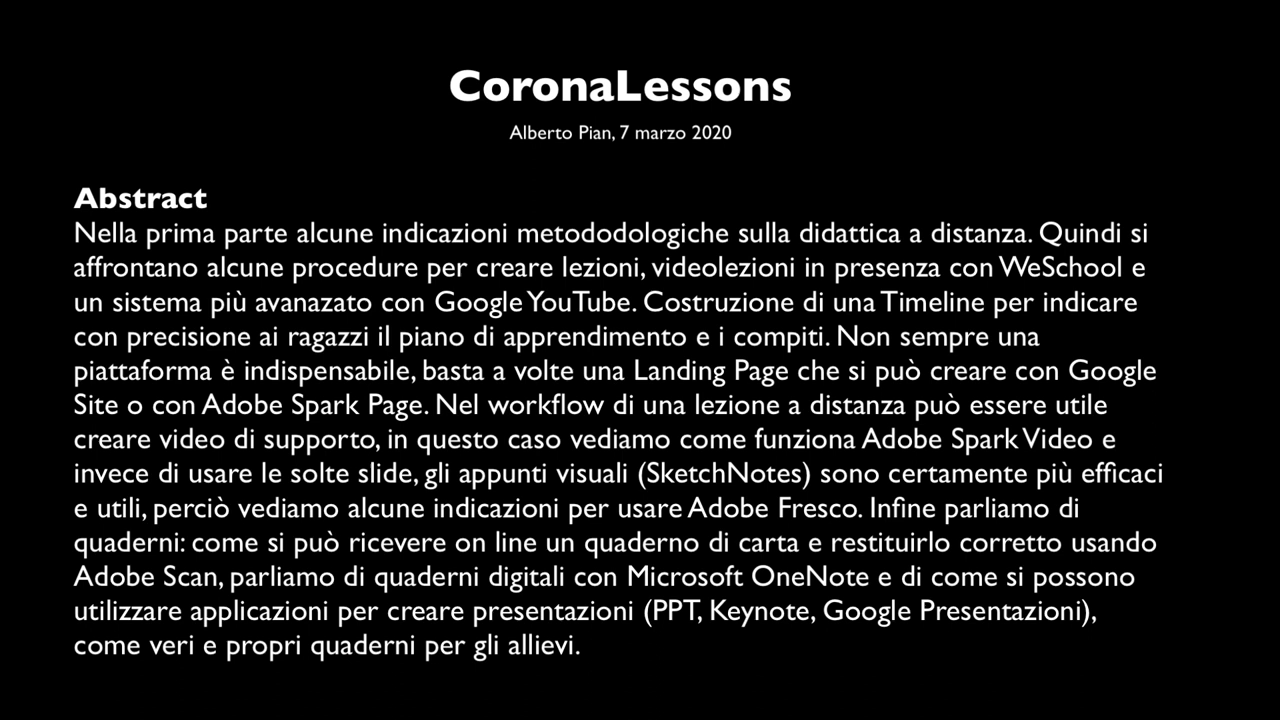 CoronaLessons
Alberto Pian, 7 marzo 2020
Abstract
Nella prima parte alcune indicazioni metododologiche sulla didattica a distanza. Quindi si
affrontano alcune procedure per creare lezioni, videolezioni in presenza con WeSchool e
un sistema più avanazato con Google YouTube. Costruzione di una Timeline per indicare
con precisione ai ragazzi il piano di apprendimento e i compiti. Non sempre una
piattaforma è indispensabile, basta a volte una Landing Page che si può creare con Google
Site o con Adobe Spark Page. Nel workflow di una lezione a distanza può essere utile
creare video di supporto, in questo caso vediamo come funziona Adobe Spark Video e
invece di usare le solte slide, gli appunti visuali (SketchNotes) sono certamente più efficaci
e utili, perciò vediamo alcune indicazioni per usare Adobe Fresco. Infine parliamo di
quaderni: come si può ricevere on line un quaderno di carta e restituirlo corretto usando
Adobe Scan, parliamo di quaderni digitali con Microsoft OneNote e di come si possono
utilizzare applicazioni per creare presentazioni (PPT, Keynote, Google Presentazioni),
come veri e propri quaderni per gli allievi.